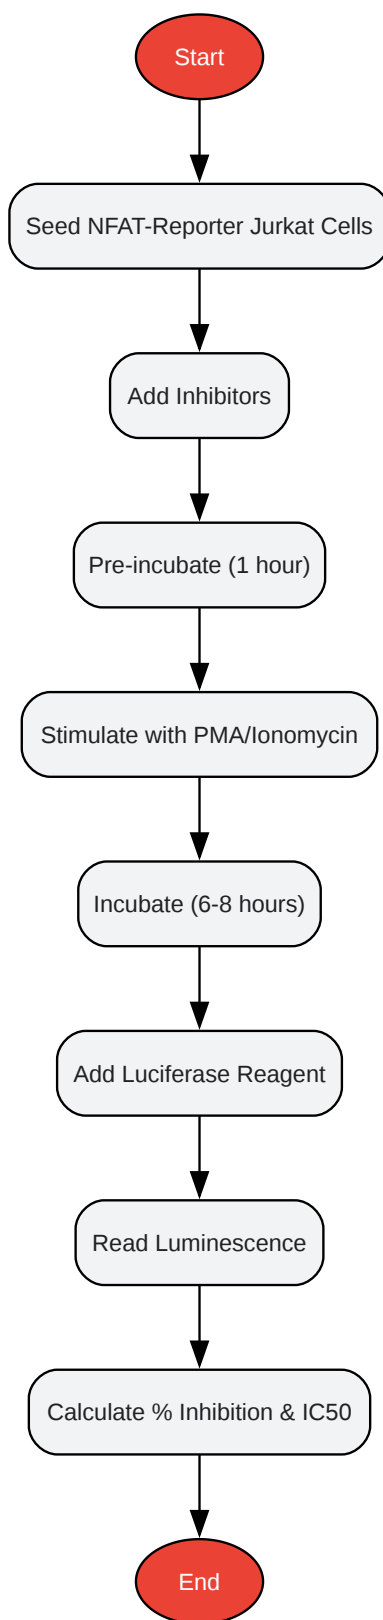 Start
Seed NFAT-Reporter Jurkat Cells
Add Inhibitors
Pre-incubate (1 hour)
Stimulate with PMA/Ionomycin
Incubate (6-8 hours)
Add Luciferase Reagent
Read Luminescence
Calculate % Inhibition & IC50
End